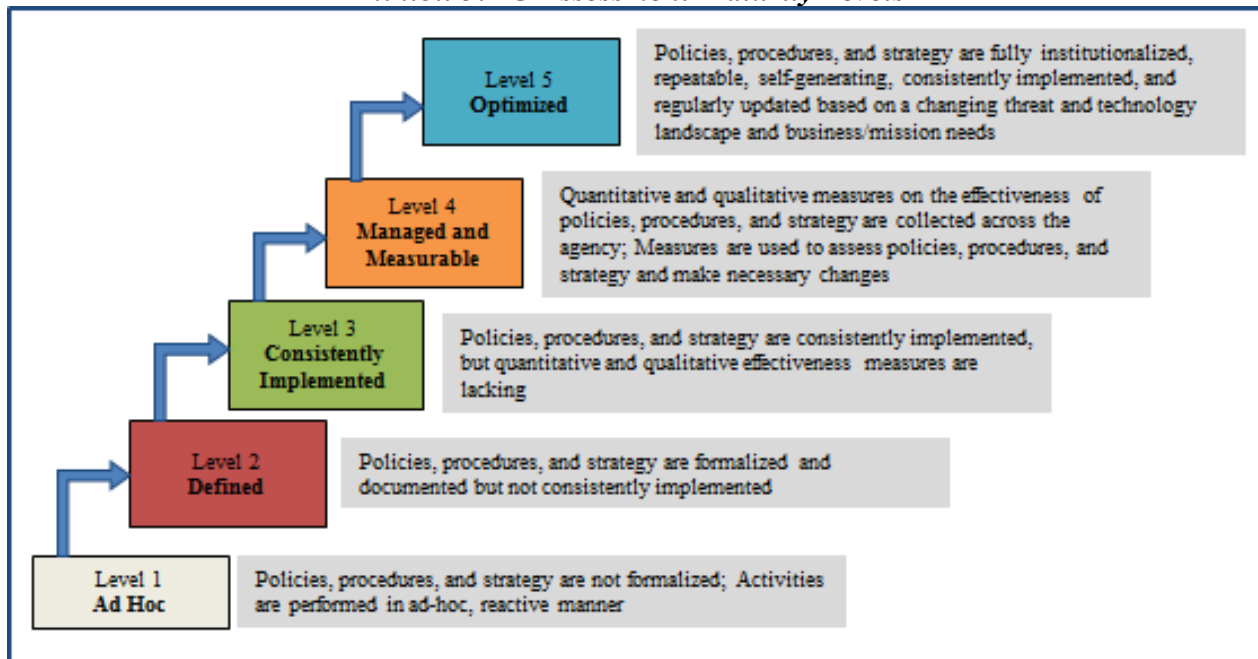 Level 5
Optimized
Policies, procedures, and strategy are fully institutionalized,
repeatable, self-generating, consistently implemented, and
regularly updated based on a changing threat and technology
landscape and business/mission needs
Level 4
Managed and
Measurable
Quantitative and qualitative measures on the effectiveness of
policies, procedures, and strategy are collected across the
agency; Measures are used to assess policies, procedures, and
strategy and make necessary changes
Level 3
Consistently
Implemented
Policies, procedures, and strategy are consistently implemented,
but quantitative and qualitative effectiveness measures are
lacking
Level 2
Defined
Policies, procedures, and strategy are formalized and
documented but not consistently implemented
Level 1
Ad Hoc
Policies, procedures, and strategy are not formalized; Activities
are performed in ad-hoc, reactive manner